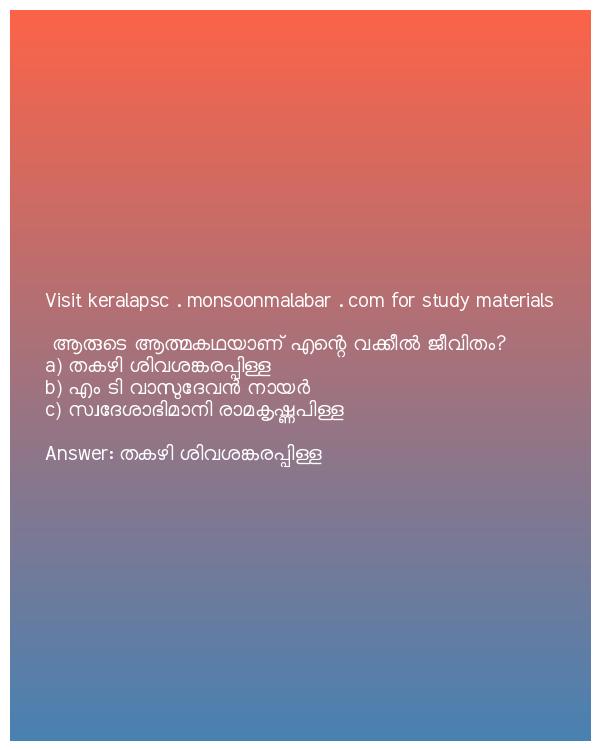 Visit keralapsc . monsoonmalabar . com for study materials
ആരുടെ ആത്മകഥയാണ് എന്റെ വക്കീൽ ജീവിതം?
a) തകഴി ശിവശങ്കരപ്പിള്ള
b) എം ടി വാസുദേവൻ നായർ
c) സ്വദേശാഭിമാനി രാമകൃഷ്ണപിള്ള
Answer: തകഴി ശിവശങ്കരപ്പിള്ള